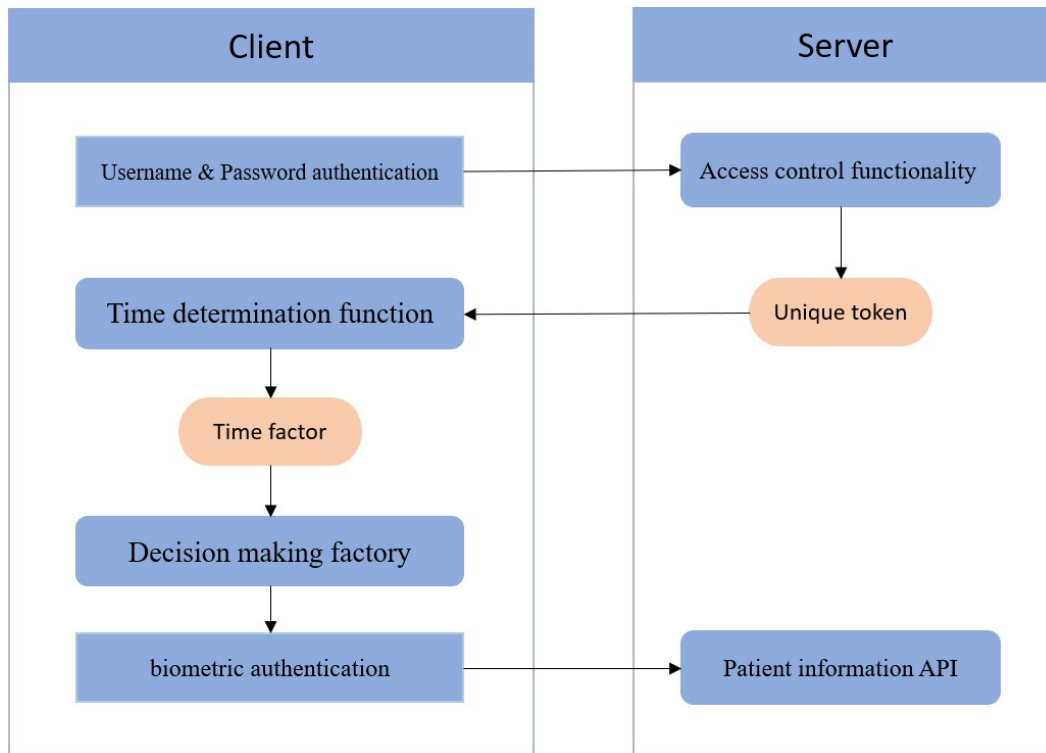 Client
Server
Username & Password authentication
Access control functionality
Time determination function
Unique token
Time factor
Decision making factory
biometric authentication
Patient information API